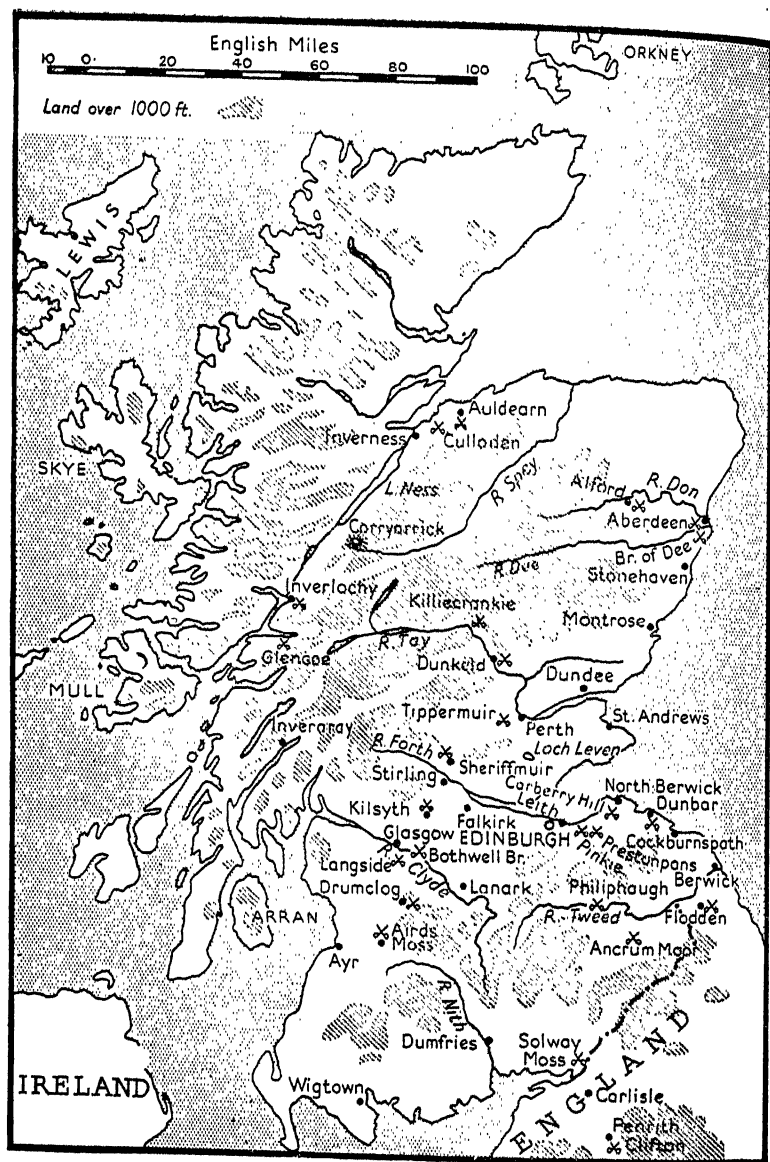 English Miles
10 0 20 40 60 80 100
Land over 1000 ft.
ORKNEY
LEWIS
SKYE
Auldearn
Inverness
Culloden
L. Ness
R. Spey
Alford
R. Don
Aberdeen
Corryarrick
Br. of Dee
R. Dee
Stonehaven
Inverlochy
Killiecrankie
Montrose
Glencoe
R. Tay
Dunkeld
MULL
Dundee
Tippermuir
Perth
St. Andrews
Inveraray
Loch Leven
R. Forth
Sheriffmuir
Stirling
Carberry Hill
North Berwick
Leith
Dunbar
Kilsyth
Falkirk
Glasgow
EDINBURGH
Cockburnspath
Bothwell Br.
Prestonpans
Pinkie
Langside
R. Clyde
Drumclog
Lanark
Philiphaugh
Berwick
ARRAN
R. Tweed
Flodden
Airds
Moss
Ancrum Moor
Ayr
R. Nith
Dumfries
Solway
Moss
ENGLAND
IRELAND
Wigtown
Carlisle
Penrith
Clifton